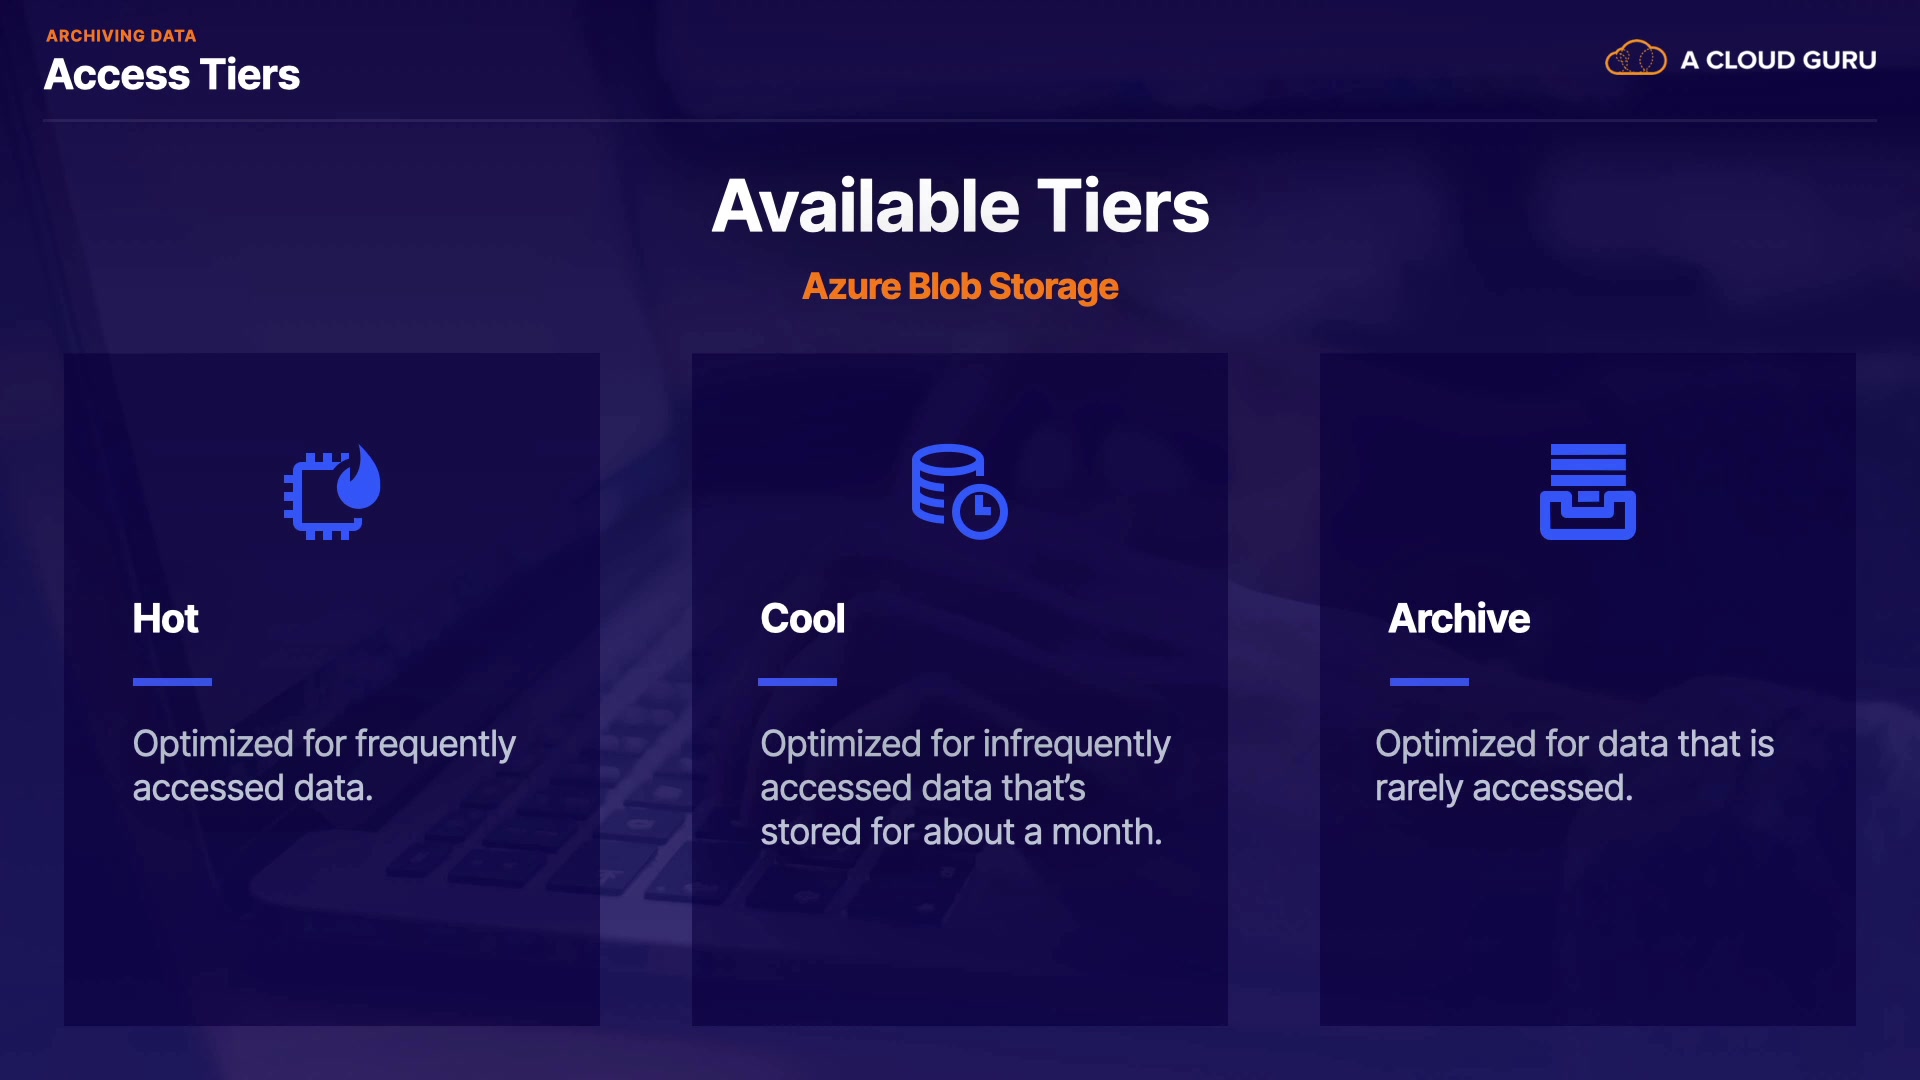 ARCHIVING DATA
Access Tiers
A CLOUD GURU
Available Tiers
Azure Blob Storage
Hot
Optimized for frequently
accessed data.
Cool
Optimized for infrequently
accessed data that's
stored for about a month.
Archive
Optimized for data that is
rarely accessed.